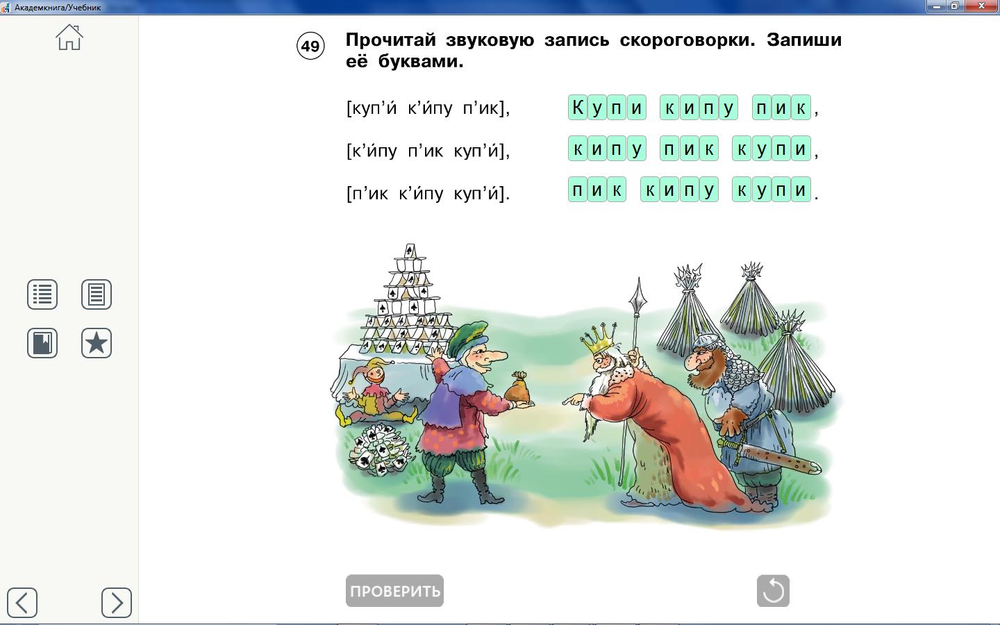 Академкнига/Учебник
49 Прочитай звуковую запись скороговорки. Запиши
её буквами.
[куп’и́ к’и́пу п’ик], Купи кипу пик,
[к’и́пу п’ик куп’и́], кипу пик купи,
[п’ик к’и́пу куп’и́]. пик кипу купи.
ПРОВЕРИТЬ